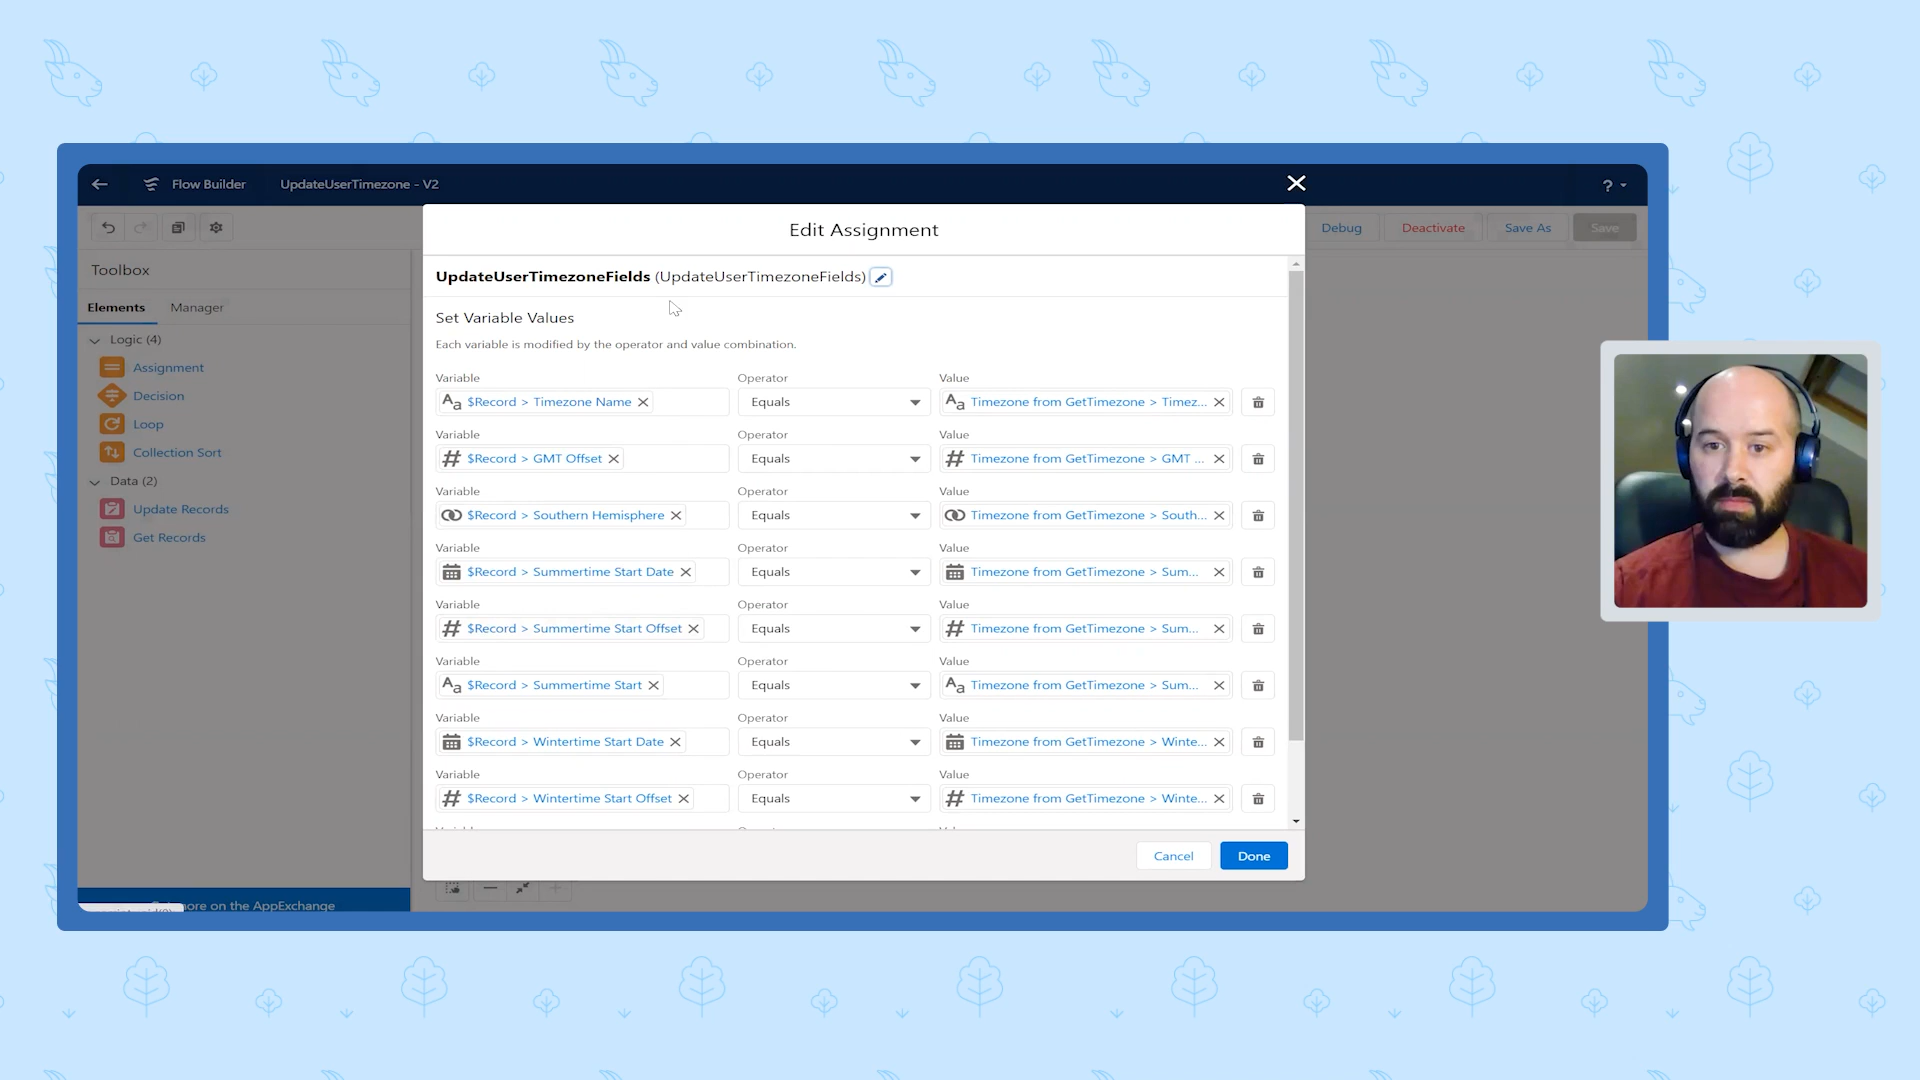 Flow Builder UpdateUserTimezone - V2
?
Debug Deactivate Save As Save
Toolbox
Elements Manager
Logic (4)
Assignment
Decision
Loop
Collection Sort
Data (2)
Update Records
Get Records
more on the AppExchange
Edit Assignment
UpdateUserTimezoneFields (UpdateUserTimezoneFields)
Set Variable Values
Each variable is modified by the operator and value combination.
Variable Operator Value
Aa $Record > Timezone Name Equals Aa Timezone from GetTimezone > Timez...
Variable Operator Value
# $Record > GMT Offset Equals # Timezone from GetTimezone > GMT ...
Variable Operator Value
$Record > Southern Hemisphere Equals Timezone from GetTimezone > South...
Variable Operator Value
$Record > Summertime Start Date Equals Timezone from GetTimezone > Sum...
Variable Operator Value
# $Record > Summertime Start Offset Equals # Timezone from GetTimezone > Sum...
Variable Operator Value
Aa $Record > Summertime Start Equals Aa Timezone from GetTimezone > Sum...
Variable Operator Value
$Record > Wintertime Start Date Equals Timezone from GetTimezone > Winte...
Variable Operator Value
# $Record > Wintertime Start Offset Equals # Timezone from GetTimezone > Winte...
Cancel Done